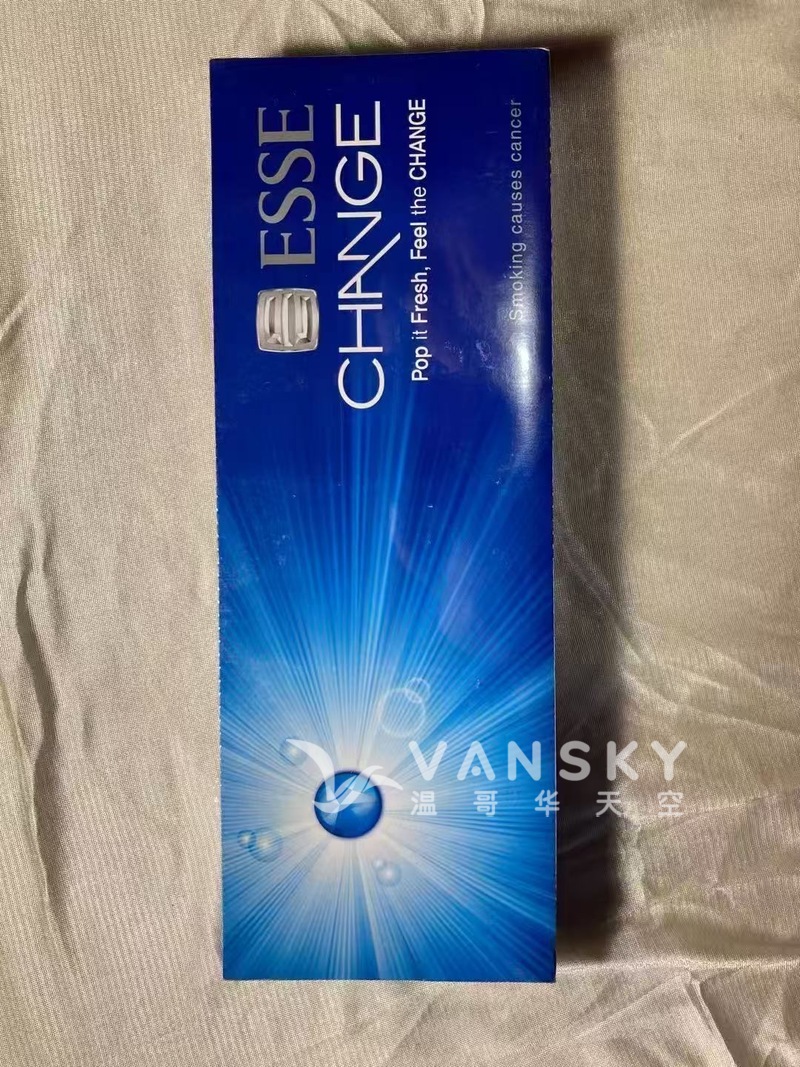 ESSE
CHANGE
Pop it Fresh, Feel the CHANGE
Smoking causes cancer
VANSKY
温哥华天空